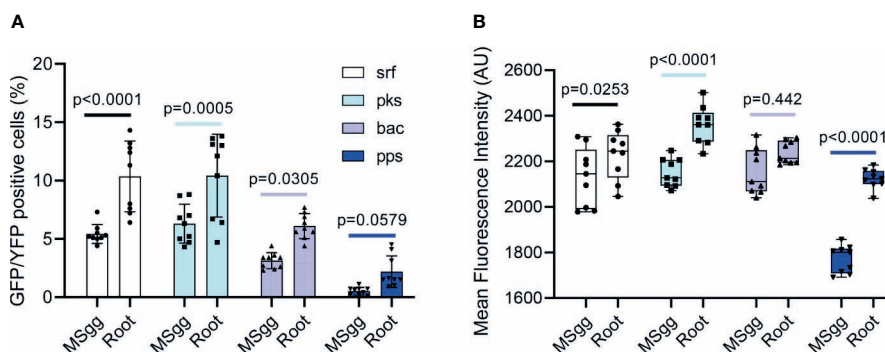 A
GFP/YFP positive cells (%)
20
15
10
5
0
p<0.0001
p=0.0005
p=0.0305
p=0.0579
srf
pks
bac
pps
MSgg Root MSgg Root MSgg Root MSgg Root
B
Mean Fluorescence Intensity (AU)
2600
2400
2200
2000
1800
1600
p=0.0253
p<0.0001
p=0.442
p<0.0001
MSgg Root MSgg Root MSgg Root MSgg Root